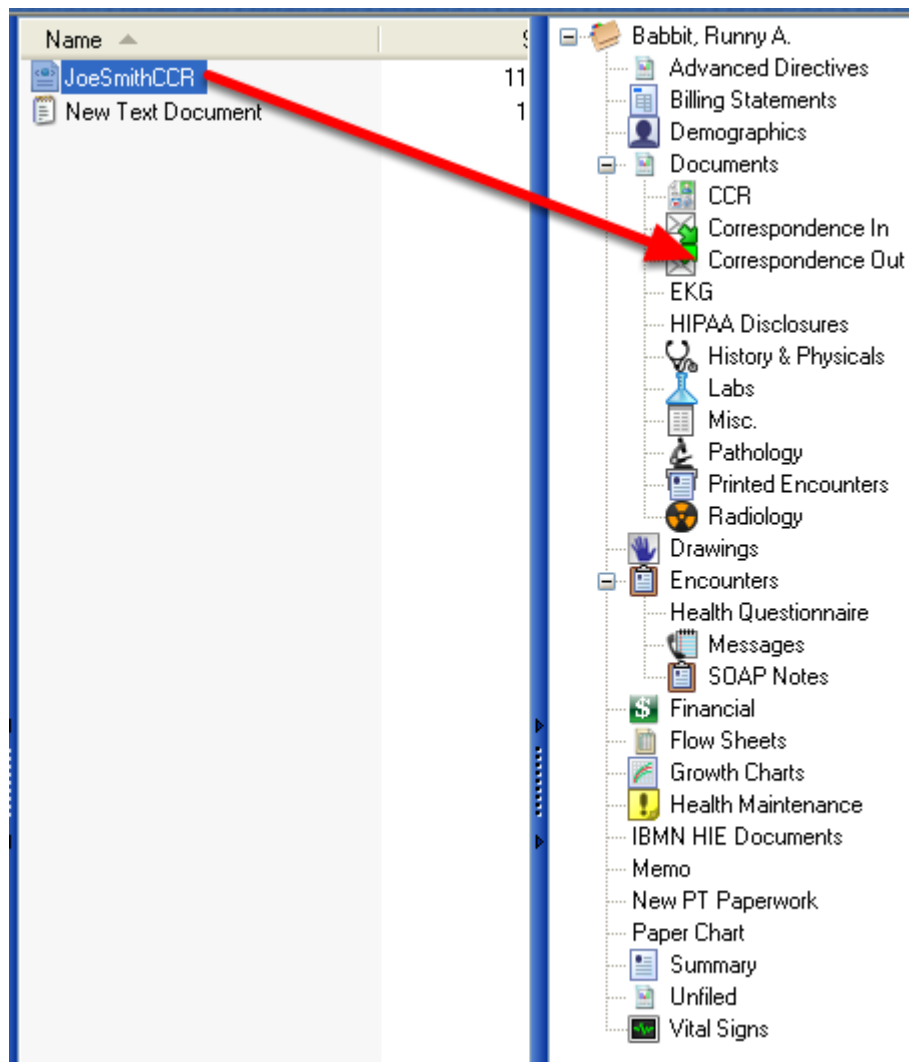 Name
S
JoeSmithCCR
11
New Text Document
1
Babbit, Runny A.
Advanced Directives
Billing Statements
Demographics
Documents
CCR
Correspondence In
Correspondence Out
EKG
HIPAA Disclosures
History & Physicals
Labs
Misc.
Pathology
Printed Encounters
Radiology
Drawings
Encounters
Health Questionnaire
Messages
SOAP Notes
Financial
Flow Sheets
Growth Charts
Health Maintenance
IBMN HIE Documents
Memo
New PT Paperwork
Paper Chart
Summary
Unfiled
Vital Signs